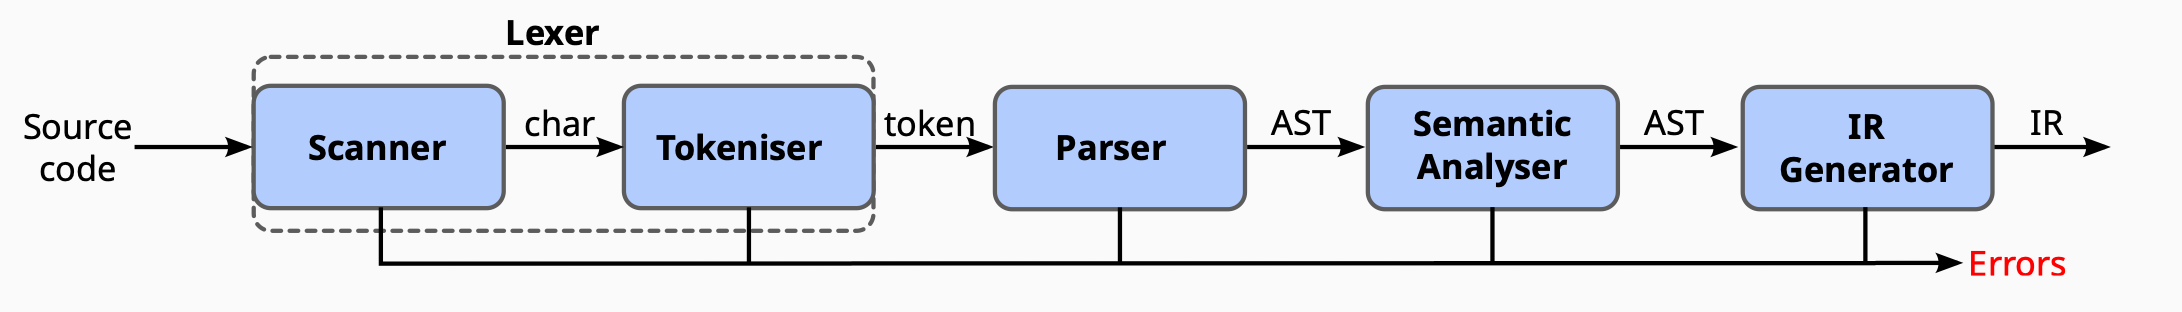 Lexer
Source
code
Scanner
char
Tokeniser
token
Parser
AST
Semantic
Analyser
AST
IR
Generator
IR
Errors